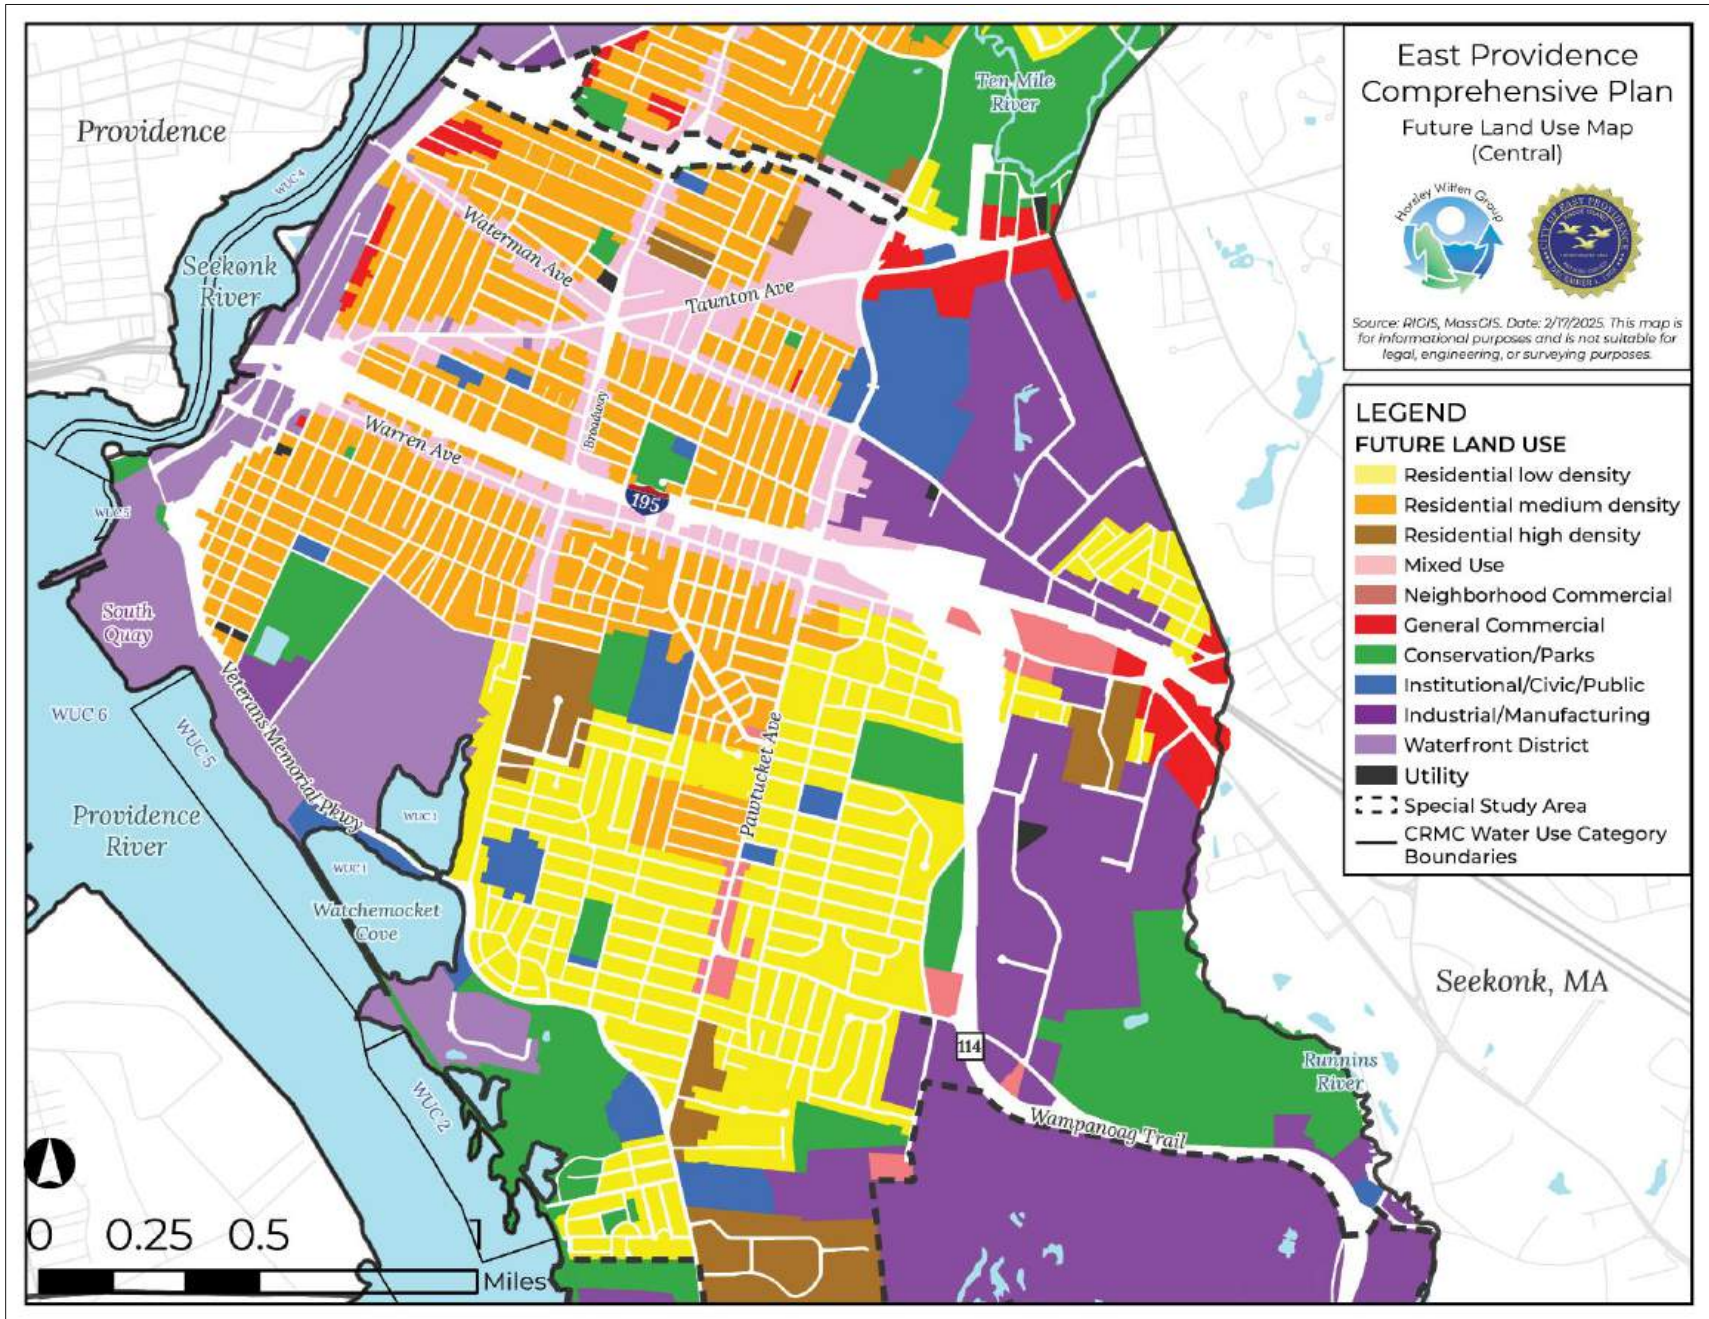 East Providence
Comprehensive Plan
Future Land Use Map
(Central)
Horsley Witten Group
CITY OF EAST PROVIDENCE
Source: RIGIS, MassGIS. Date: 2/17/2025. This map is
for informational purposes and is not suitable for
legal, engineering, or surveying purposes.
LEGEND
FUTURE LAND USE
Residential low density
Residential medium density
Residential high density
Mixed Use
Neighborhood Commercial
General Commercial
Conservation/Parks
Institutional/Civic/Public
Industrial/Manufacturing
Waterfront District
Utility
Special Study Area
CRMC Water Use Category
Boundaries
Providence
Ten Mile
River
WUC 4
Seekonk
River
Waterman Ave
Taunton Ave
Broadway
Warren Ave
195
WUC 5
South
Quay
WUC 6
WUC 5
Veterans Memorial Pkwy
Providence
River
WUC 1
WUC 1
Watchemocket
Cove
Pawtucket Ave
Seekonk, MA
114
Runnins
River
WUC 2
Wampanoag Trail
0 0.25 0.5 1
Miles